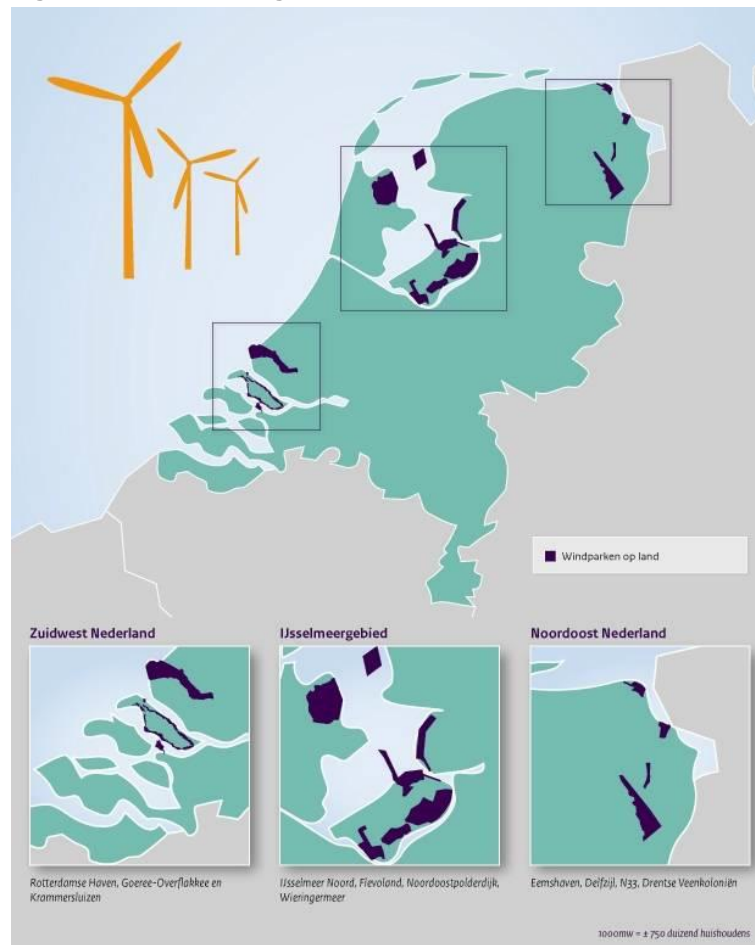 Windparken op land
Zuidwest Nederland
IJsselmeergebied
Noordoost Nederland
Rotterdamse Haven, Goeree-Overflakkee en
Krammersluizen
IJsselmeer Noord, Flevoland, Noordoostpolderdijk,
Wieringermeer
Eemshaven, Delfzijl, N33, Drentse Veenkoloniën
1000mw = ± 750 duizend huishoudens